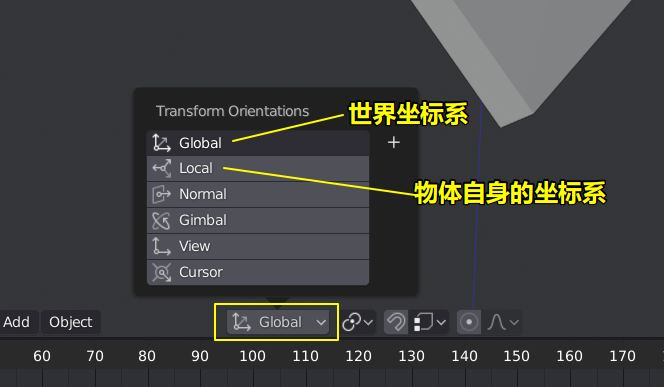 Transform Orientations
世界坐标系
Global
+
Local
物体自身的坐标系
Normal
Gimbal
View
Cursor
Add Object Global
60 70 80 90 100 110 120 130 140 150 160 170